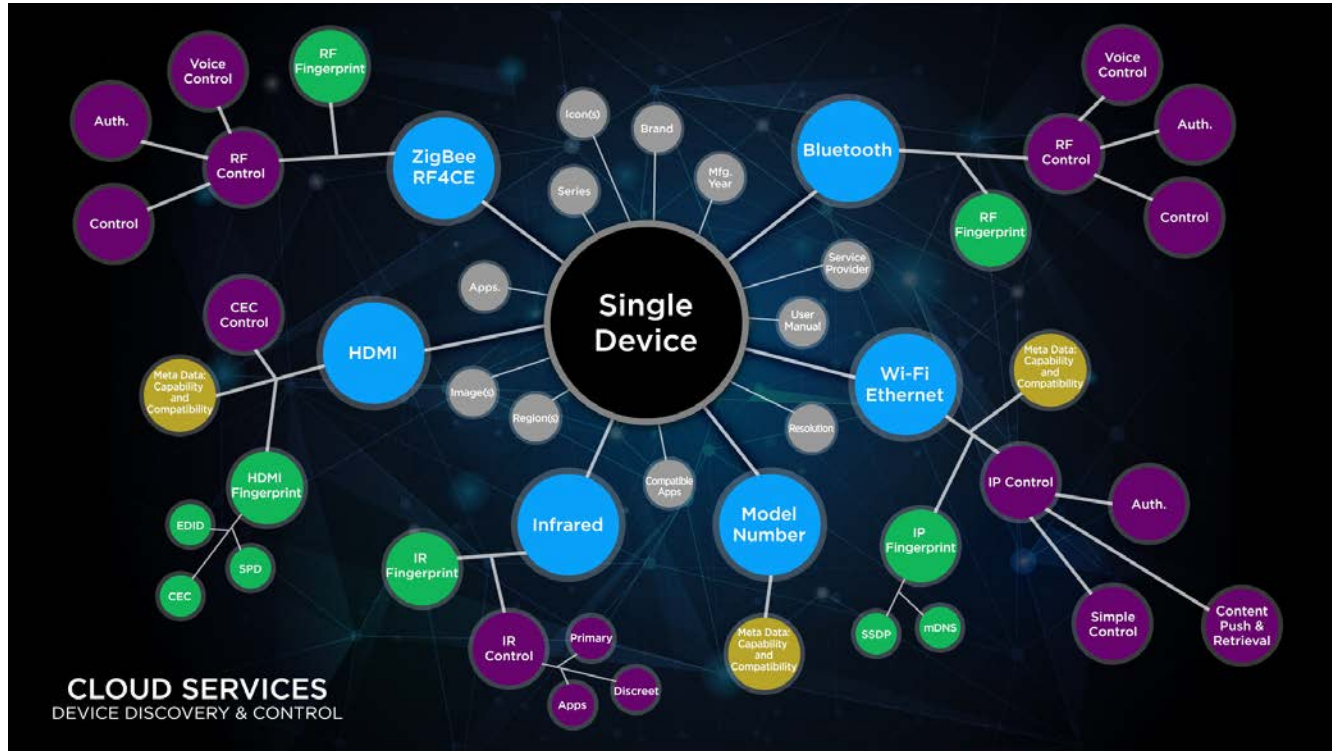 Voice
Control
RF
Fingerprint
Auth.
RF
Control
Control
ZigBee
RF4CE
Icon(s)
Brand
Mfg.
Year
Series
Bluetooth
Voice
Control
Auth.
RF
Control
Control
RF
Fingerprint
Apps.
Single
Device
Service
Provider
User
Manual
CEC
Control
HDMI
Meta Data:
Capability
and
Compatibility
Image(s)
Region(s)
Compatible
Apps
Resolution
Wi-Fi
Ethernet
Meta Data:
Capability
and
Compatibility
HDMI
Fingerprint
EDID
SPD
CEC
Infrared
IR
Fingerprint
IR
Control
Primary
Discreet
Apps
Model
Number
Meta Data:
Capability
and
Compatibility
IP
Fingerprint
SSDP
mDNS
IP Control
Auth.
Simple
Control
Content
Push &
Retrieval
CLOUD SERVICES
DEVICE DISCOVERY & CONTROL